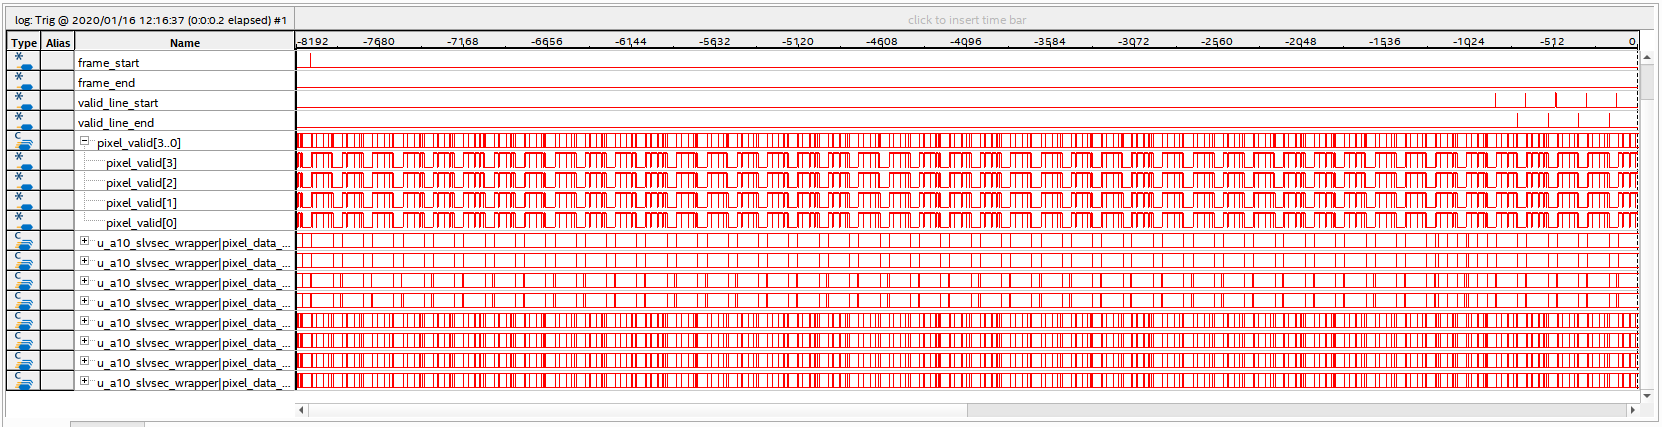 log: Trig @ 2020/01/16 12:16:37 (0:0:0.2 elapsed) #1
click to insert time bar
Type Alias Name
-8192 -7680 -7168 -6656 -6144 -5632 -5120 -4608 -4096 -3584 -3072 -2560 -2048 -1536 -1024 -512 0
frame_start
frame_end
valid_line_start
valid_line_end
pixel_valid[3..0]
pixel_valid[3]
pixel_valid[2]
pixel_valid[1]
pixel_valid[0]
u_a10_slvsec_wrapper|pixel_data_...
u_a10_slvsec_wrapper|pixel_data_...
u_a10_slvsec_wrapper|pixel_data_...
u_a10_slvsec_wrapper|pixel_data_...
u_a10_slvsec_wrapper|pixel_data_...
u_a10_slvsec_wrapper|pixel_data_...
u_a10_slvsec_wrapper|pixel_data_...
u_a10_slvsec_wrapper|pixel_data_...